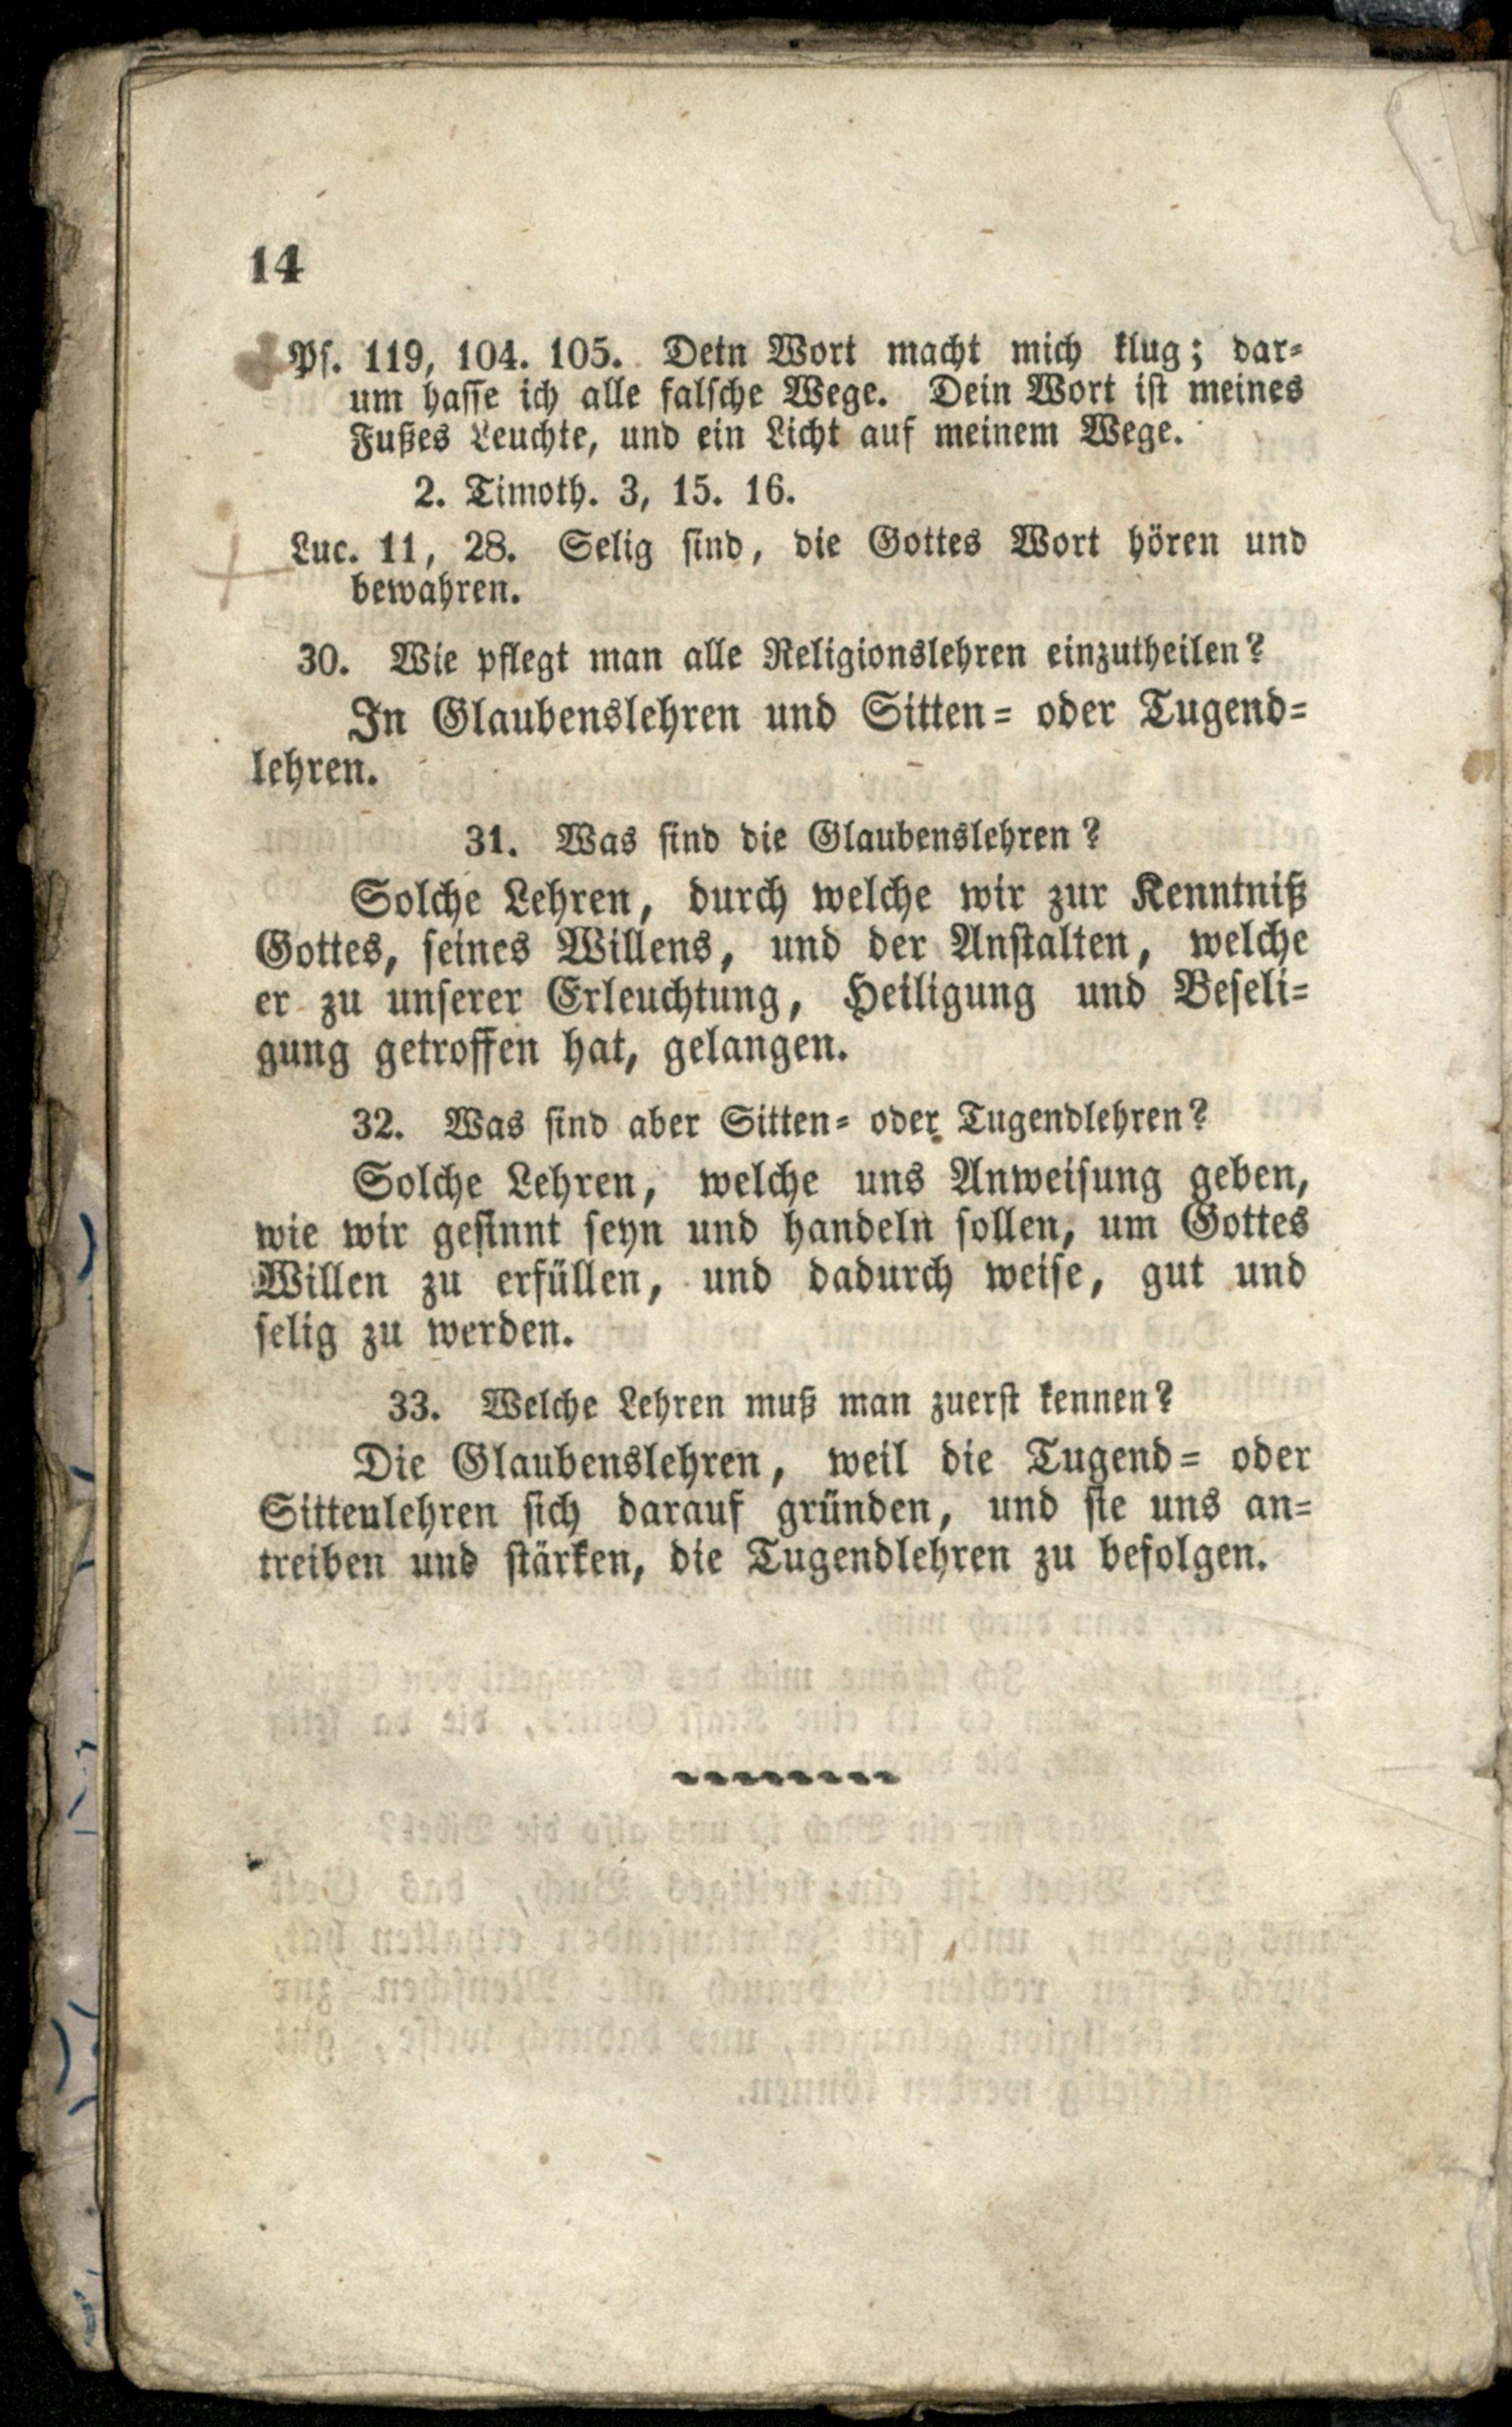 14
Ps. 119, 104. 105. Dein Wort macht mich klug; dar-
um hasse ich alle falsche Wege. Dein Wort ist meines
Fußes Leuchte, und ein Licht auf meinem Wege.
2. Timoth. 3, 15. 16.
Luc. 11, 28. Selig sind, die Gottes Wort hören und
bewahren.
30. Wie pflegt man alle Religionslehren einzutheilen?
In Glaubenslehren und Sitten- oder Tugend-
lehren.
31. Was sind die Glaubenslehren?
Solche Lehren, durch welche wir zur Kenntniß
Gottes, seines Willens, und der Anstalten, welche
er zu unserer Erleuchtung, Heiligung und Beseli-
gung getroffen hat, gelangen.
32. Was sind aber Sitten- oder Tugendlehren?
Solche Lehren, welche uns Anweisung geben,
wie wir gesinnt seyn und handeln sollen, um Gottes
Willen zu erfüllen, und dadurch weise, gut und
selig zu werden.
33. Welche Lehren muß man zuerst kennen?
Die Glaubenslehren, weil die Tugend- oder
Sittenlehren sich darauf gründen, und sie uns an-
treiben und stärken, die Tugendlehren zu befolgen.